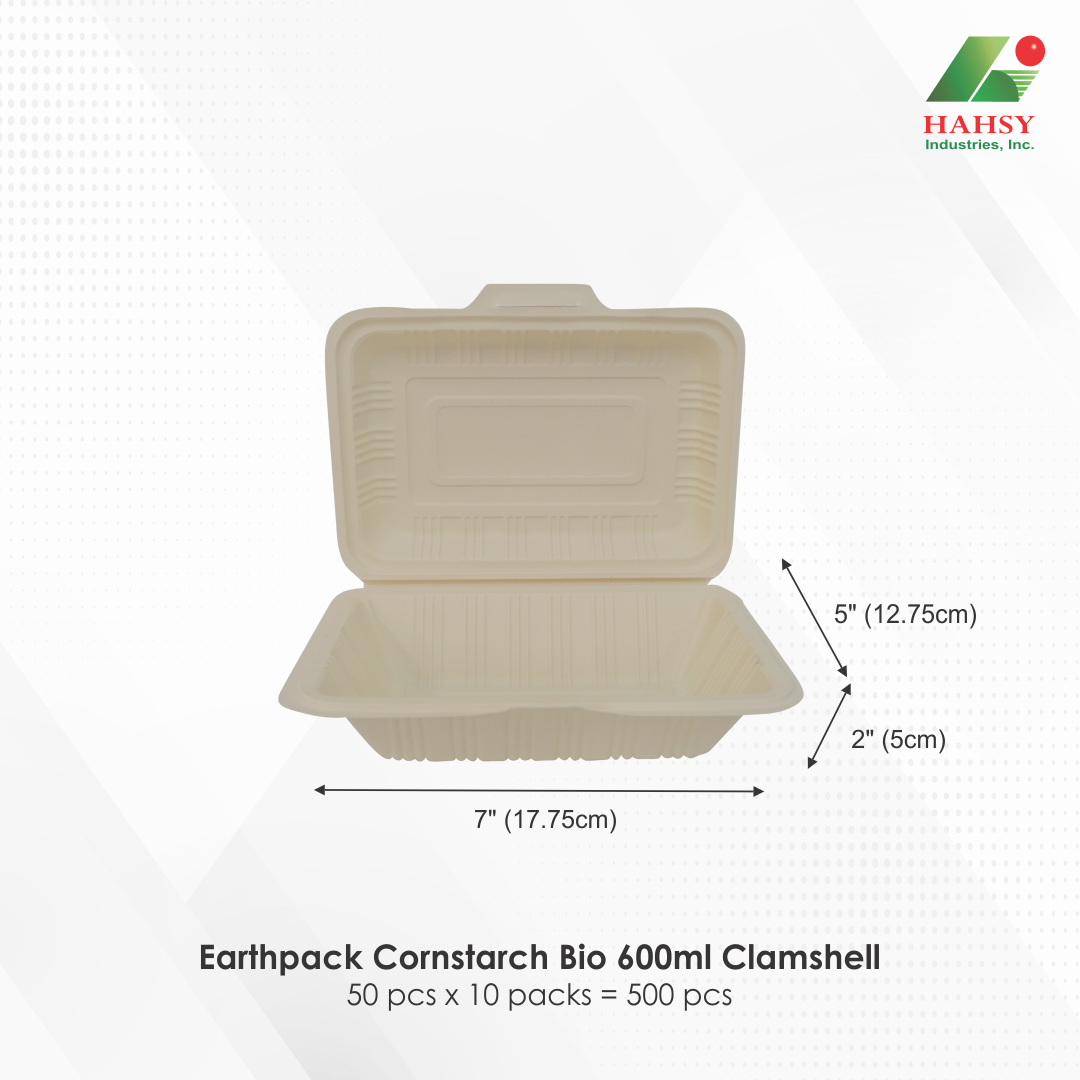 HAHSY
Industries, Inc.
5" (12.75cm)
2" (5cm)
7" (17.75cm)
Earthpack Cornstarch Bio 600ml Clamshell
50 pcs x 10 packs = 500 pcs